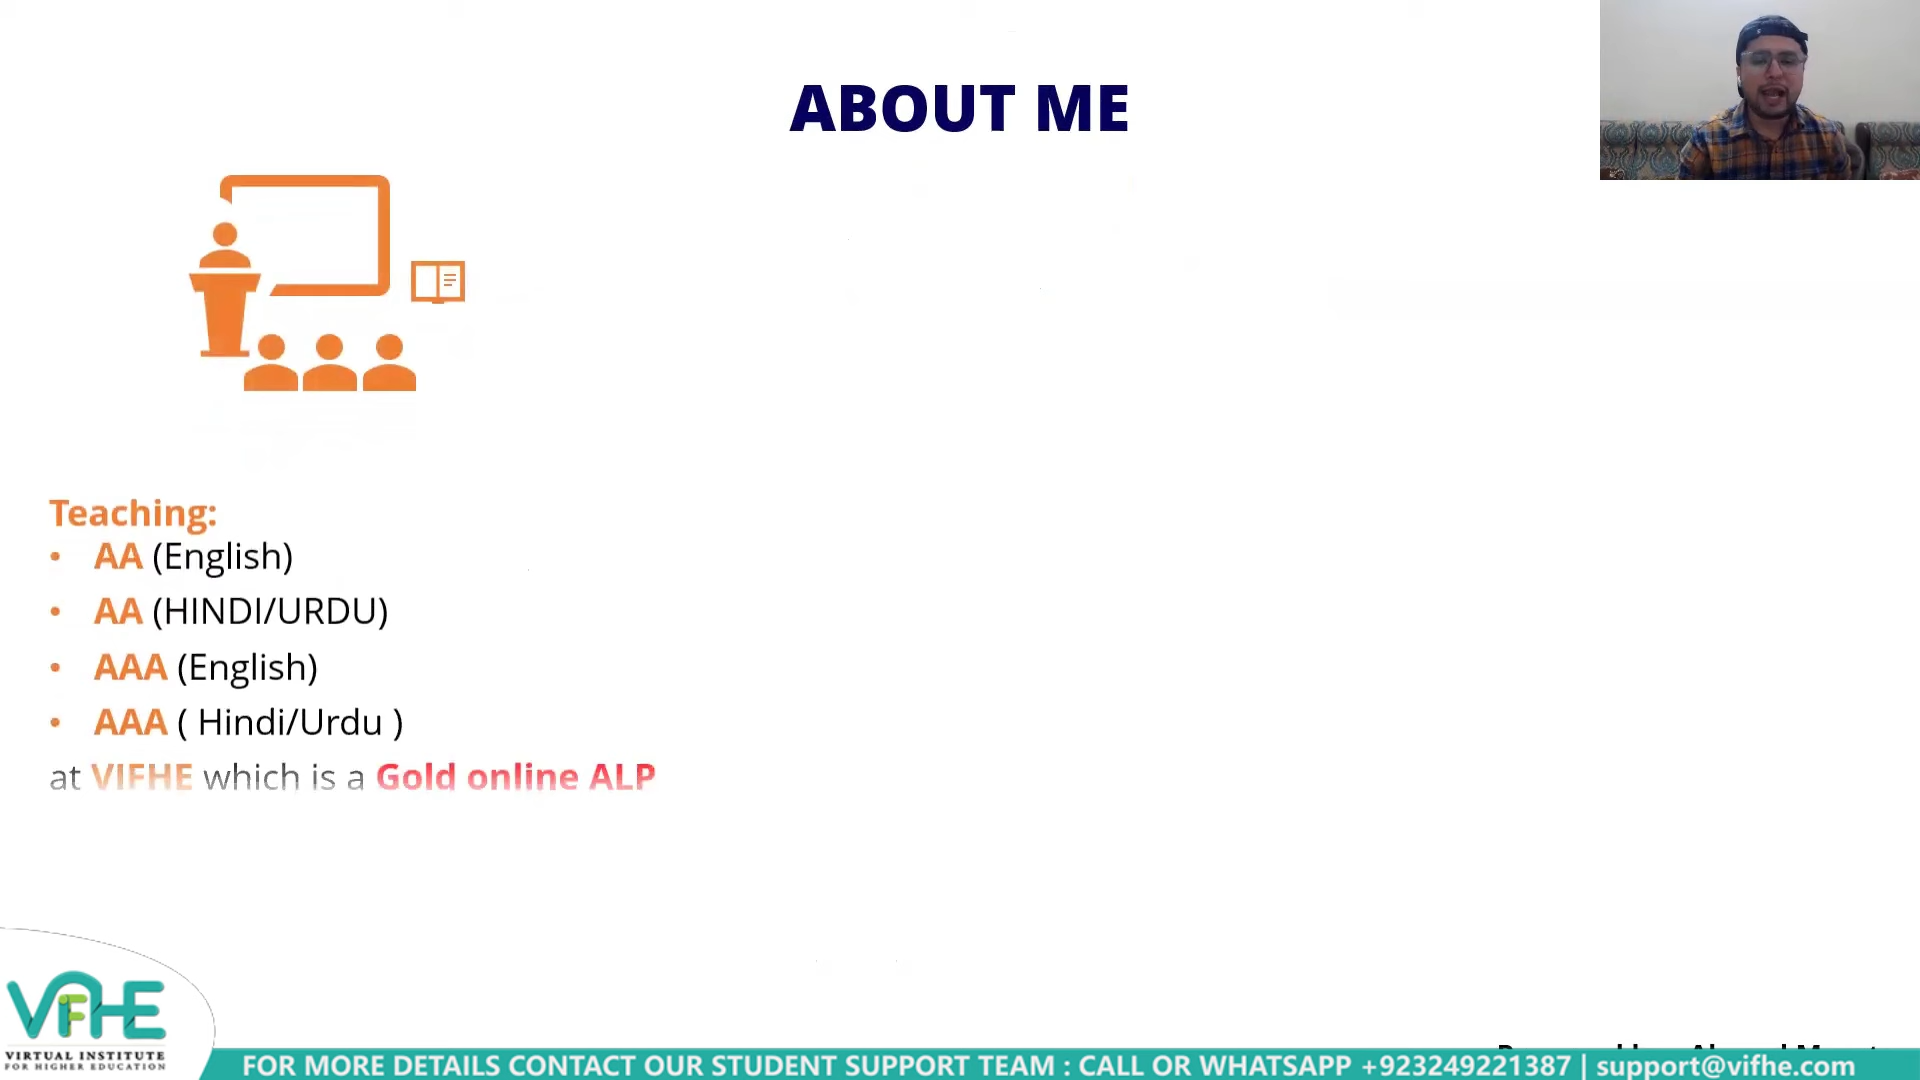 ABOUT ME
Teaching:
• AA (English)
• AA (HINDI/URDU)
• AAA (English)
• AAA ( Hindi/Urdu )
at VIFHE which is a Gold online ALP
VIFHE
VIRTUAL INSTITUTE
FOR HIGHER EDUCATION
FOR MORE DETAILS CONTACT OUR STUDENT SUPPORT TEAM : CALL OR WHATSAPP +923249221387 | support@vifhe.com